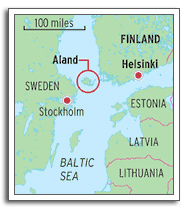 100 miles
FINLAND
Aland
Helsinki
SWEDEN
Stockholm
ESTONIA
LATVIA
BALTIC
SEA
LITHUANIA